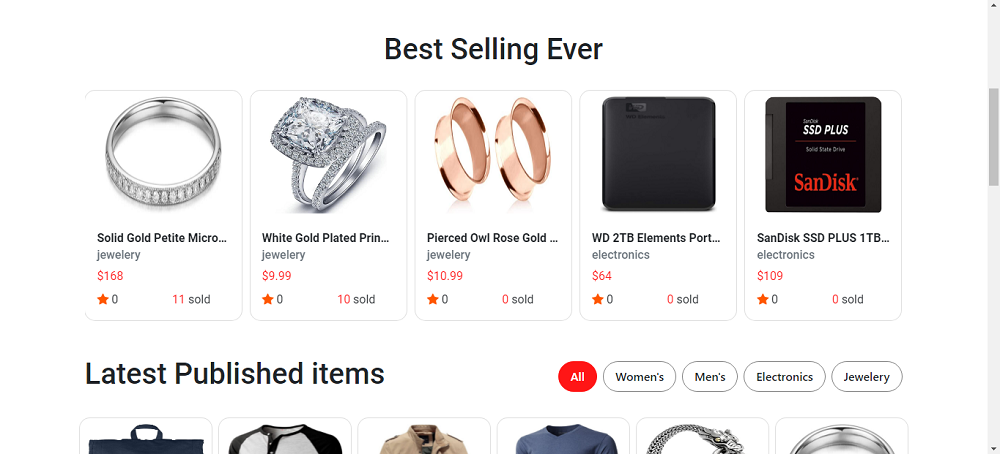 Best Selling Ever
WD Elements
SanDisk
SSD PLUS
Solid State Drive
SanDisk®
Solid Gold Petite Micro...
White Gold Plated Prin...
Pierced Owl Rose Gold ...
WD 2TB Elements Port...
SanDisk SSD PLUS 1TB...
jewelery
jewelery
jewelery
electronics
electronics
$168
$9.99
$10.99
$64
$109
0 11 sold
0 10 sold
0 0 sold
0 0 sold
0 0 sold
Latest Published items
All
Women's
Men's
Electronics
Jewelery